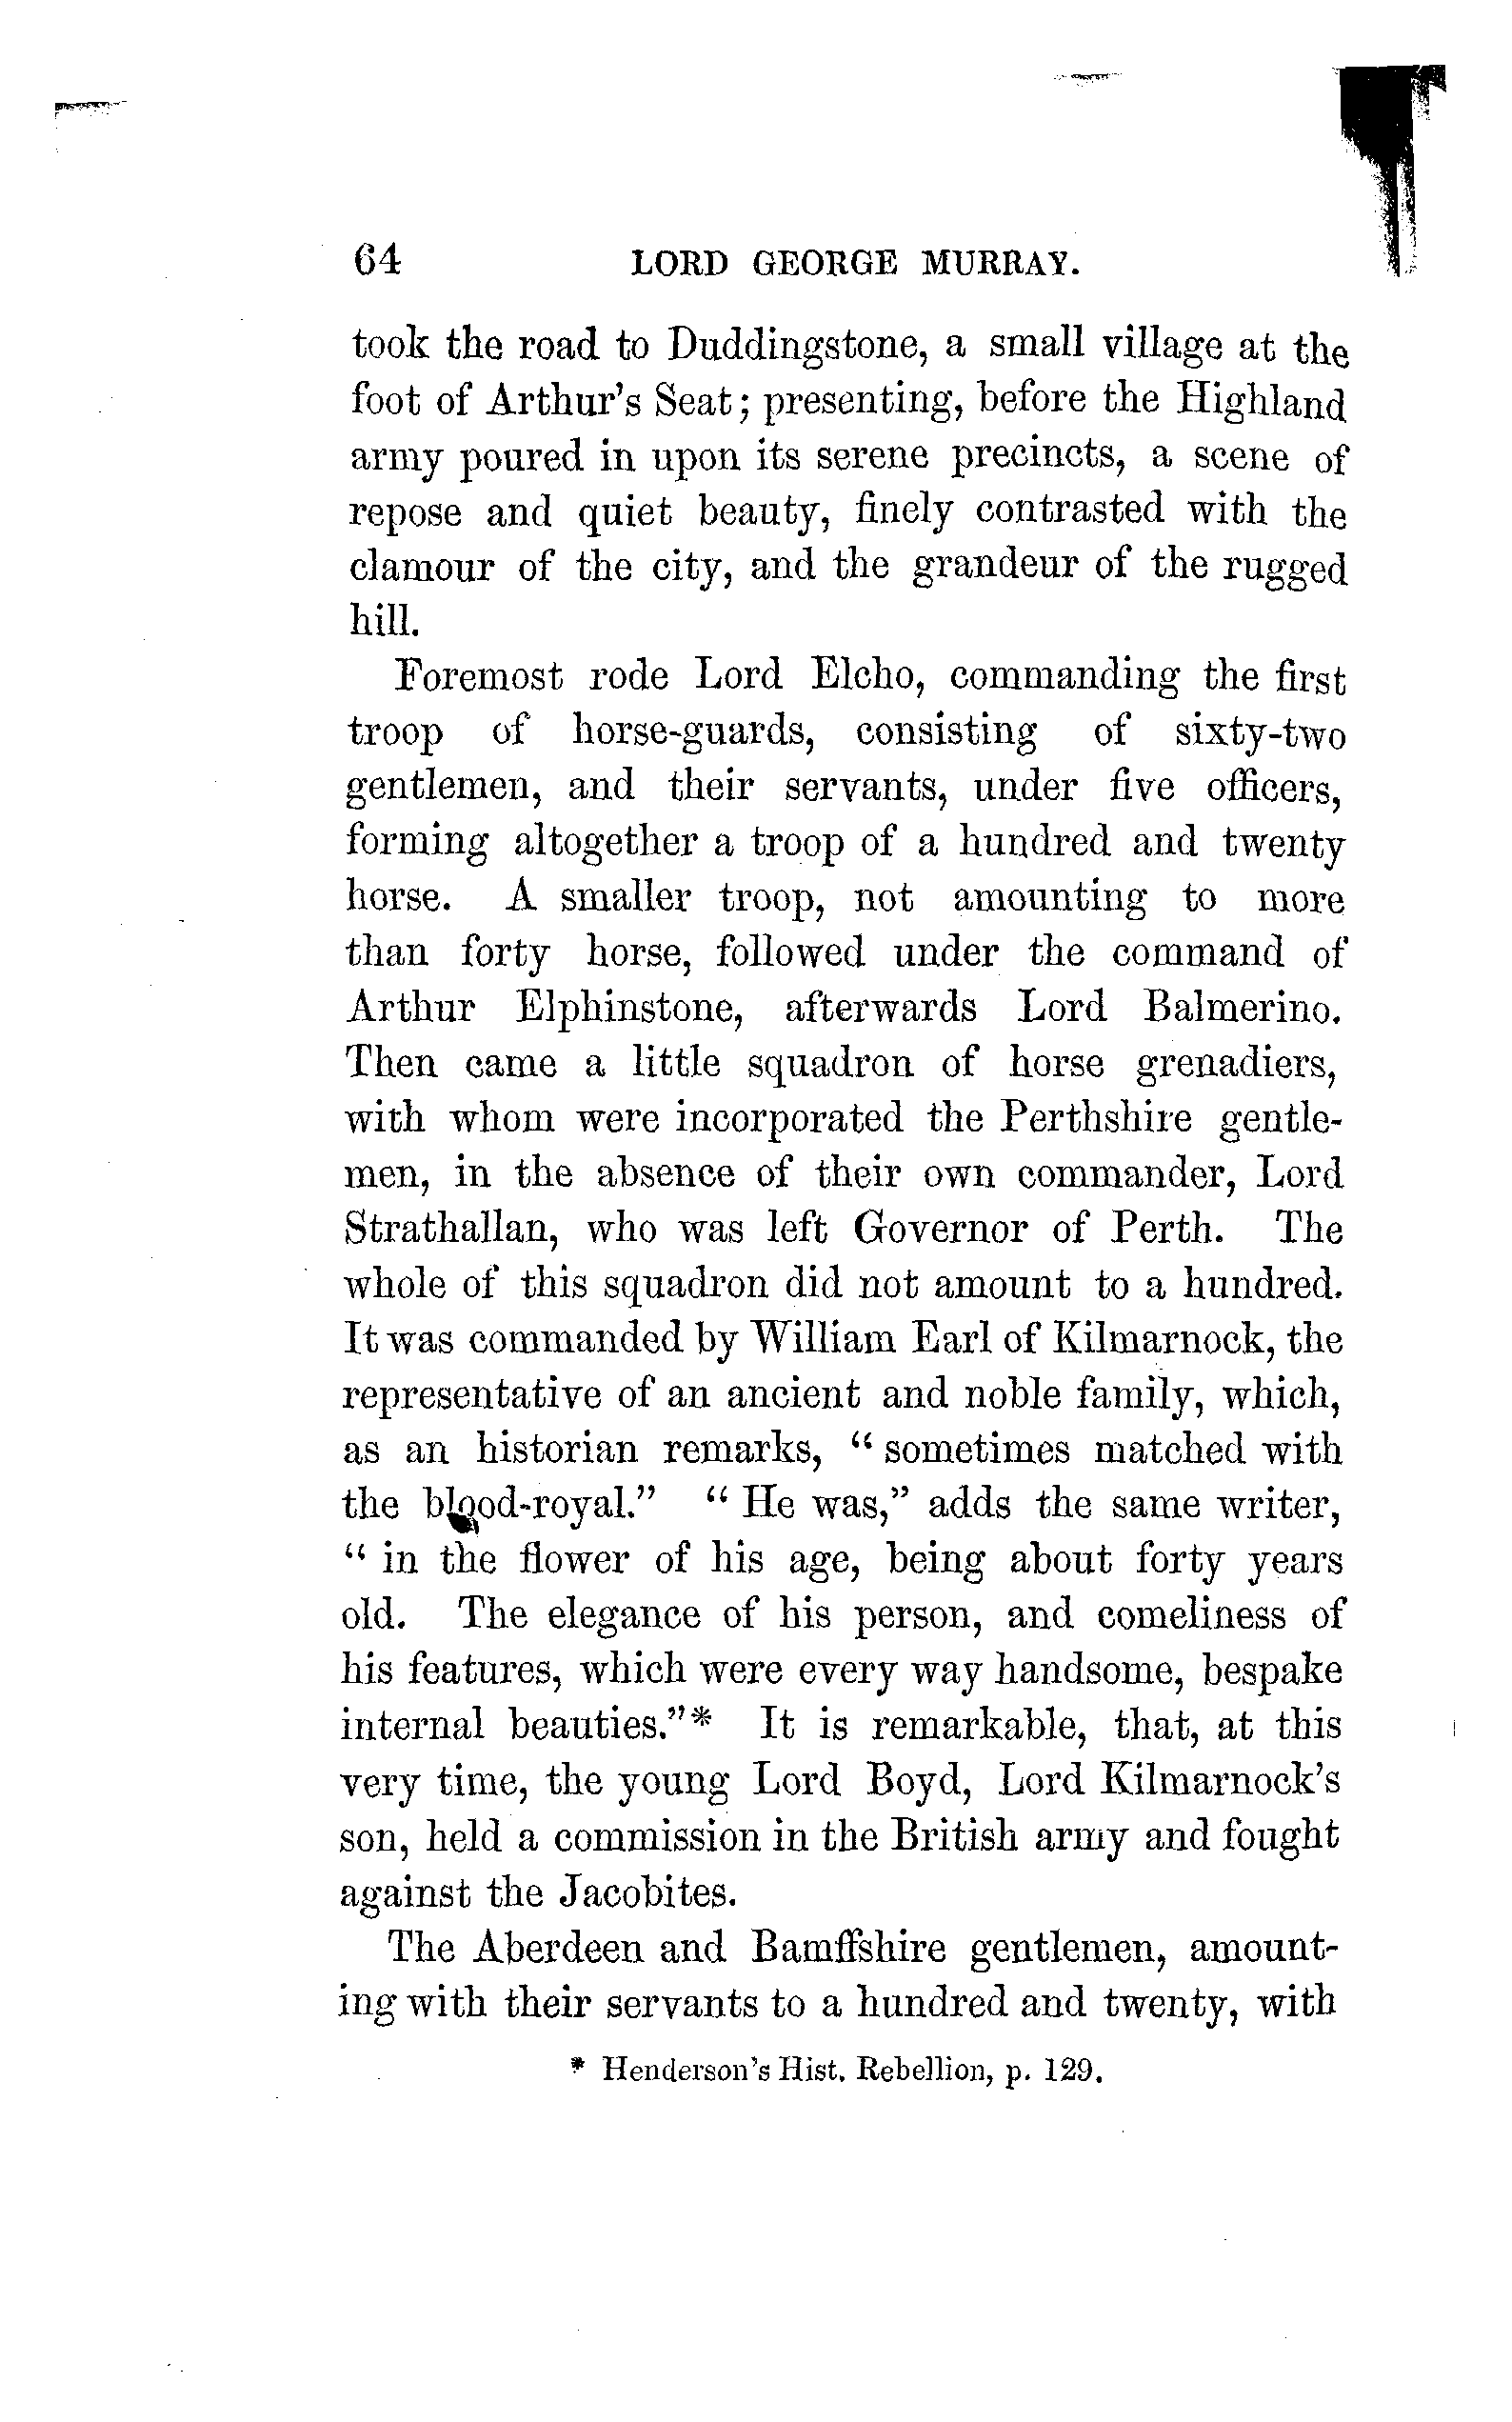 64 LORD GEORGE MURRAY.
took the road to Duddingstone, a small village at the
foot of Arthur's Seat; presenting, before the Highland
army poured in upon its serene precincts, a scene of
repose and quiet beauty, finely contrasted with the
clamour of the city, and the grandeur of the rugged
hill.
Foremost rode Lord Elcho, commanding the first
troop of horse-guards, consisting of sixty-two
gentlemen, and their servants, under five officers,
forming altogether a troop of a hundred and twenty
horse. A smaller troop, not amounting to more
than forty horse, followed under the command of
Arthur Elphinstone, afterwards Lord Balmerino.
Then came a little squadron of horse grenadiers,
with whom were incorporated the Perthshire gentle-
men, in the absence of their own commander, Lord
Strathallan, who was left Governor of Perth. The
whole of this squadron did not amount to a hundred.
It was commanded by William Earl of Kilmarnock, the
representative of an ancient and noble family, which,
as an historian remarks, “ sometimes matched with
the blood-royal.” “ He was,” adds the same writer,
“ in the flower of his age, being about forty years
old. The elegance of his person, and comeliness of
his features, which were every way handsome, bespake
internal beauties.”* It is remarkable, that, at this
very time, the young Lord Boyd, Lord Kilmarnock's
son, held a commission in the British army and fought
against the Jacobites.
The Aberdeen and Bamffshire gentlemen, amount-
ing with their servants to a hundred and twenty, with
* Henderson's Hist. Rebellion, p. 129.